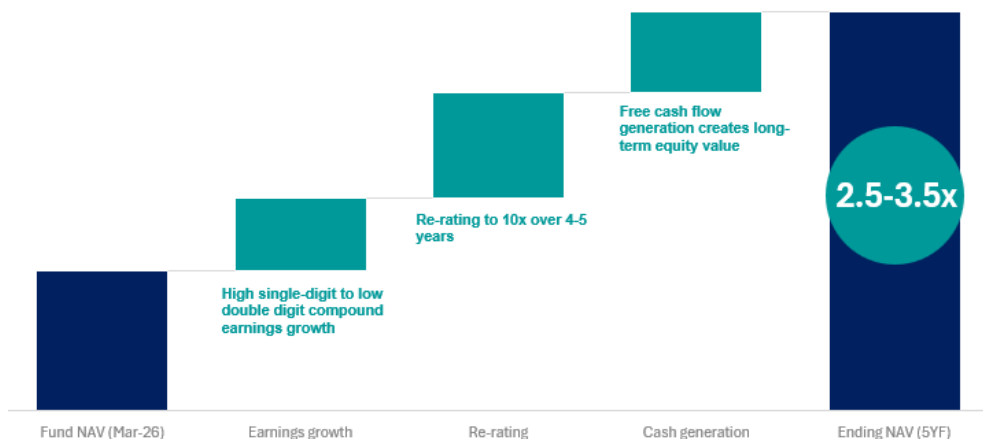 Free cash flow
generation creates long-
term equity value
2.5-3.5x
Re-rating to 10x over 4-5
years
High single-digit to low
double digit compound
earnings growth
Fund NAV (Mar-26)
Earnings growth
Re-rating
Cash generation
Ending NAV (5YF)